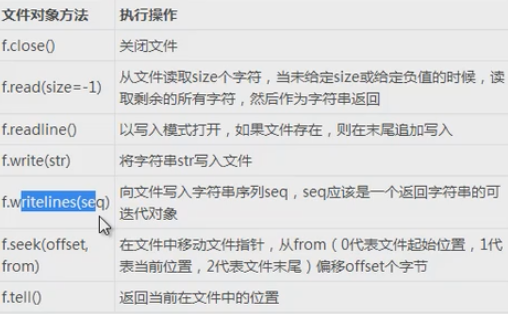 文件对象方法 执行操作
f.close() 关闭文件
f.read(size=-1) 从文件读取size个字符，当未给定size或给定负值的时候，读
取剩余的所有字符，然后作为字符串返回
f.readline() 以写入模式打开，如果文件存在，则在末尾追加写入
f.write(str) 将字符串str写入文件
f.writelines(seq) 向文件写入字符串序列seq，seq应该是一个返回字符串的可
迭代对象
f.seek(offset, 在文件中移动文件指针，从from（0代表文件起始位置，1代
from) 表当前位置，2代表文件末尾）偏移offset个字节
f.tell() 返回当前在文件中的位置